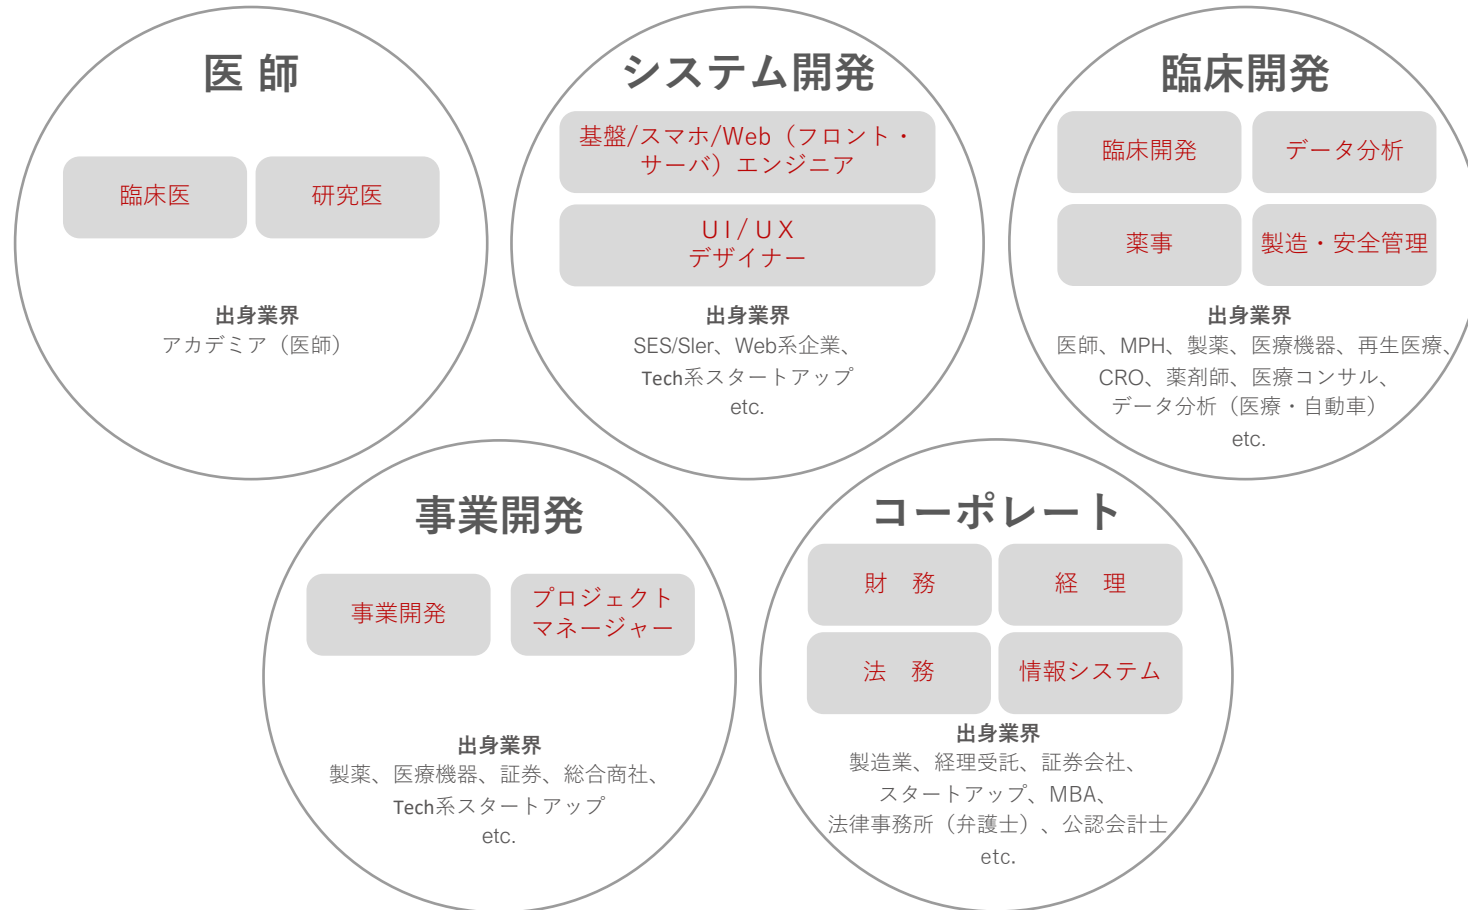 医 師
臨床医
研究医
出身業界
アカデミア（医師）
システム開発
基盤/スマホ/Web（フロント・
サーバ）エンジニア
ＵＩ/ＵＸ
デザイナー
出身業界
SES/SIer、Web系企業、
Tech系スタートアップ
etc.
臨床開発
臨床開発
データ分析
薬事
製造・安全管理
出身業界
医師、MPH、製薬、医療機器、再生医療、
CRO、薬剤師、医療コンサル、
データ分析（医療・自動車）
etc.
事業開発
事業開発
プロジェクト
マネージャー
出身業界
製薬、医療機器、証券、総合商社、
Tech系スタートアップ
etc.
コーポレート
財　務
経　理
法　務
情報システム
出身業界
製造業、経理受託、証券会社、
スタートアップ、MBA、
法律事務所（弁護士）、公認会計士
etc.